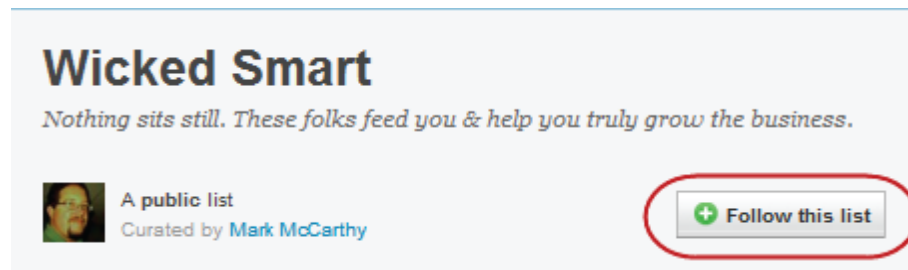 Wicked Smart
Nothing sits still. These folks feed you & help you truly grow the business.
A public list
Curated by Mark McCarthy
Follow this list